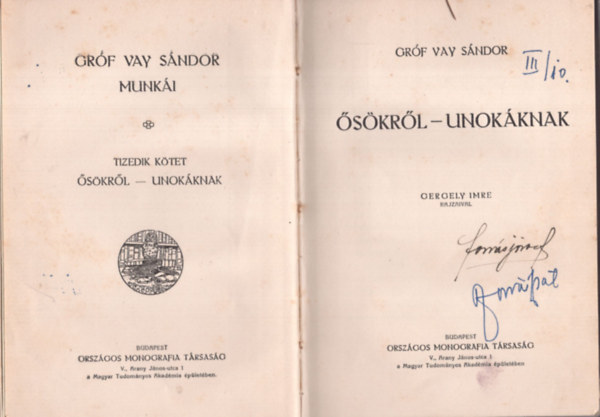 GRÓF VAY SÁNDOR
MUNKÁI
TIZEDIK KÖTET
ŐSÖKRŐL — UNOKÁKNAK
BUDAPEST
ORSZÁGOS MONOGRAFIA TÁRSASÁG
V., Arany János-utca 1
a Magyar Tudományos Akadémia épületében.
GRÓF VAY SÁNDOR
III/10.
ŐSÖKRŐL — UNOKÁKNAK
GERGELY IMRE
RAJZAIVAL
BUDAPEST
ORSZÁGOS MONOGRAFIA TÁRSASÁG
V., Arany János-utca 1
a Magyar Tudományos Akadémia épületében